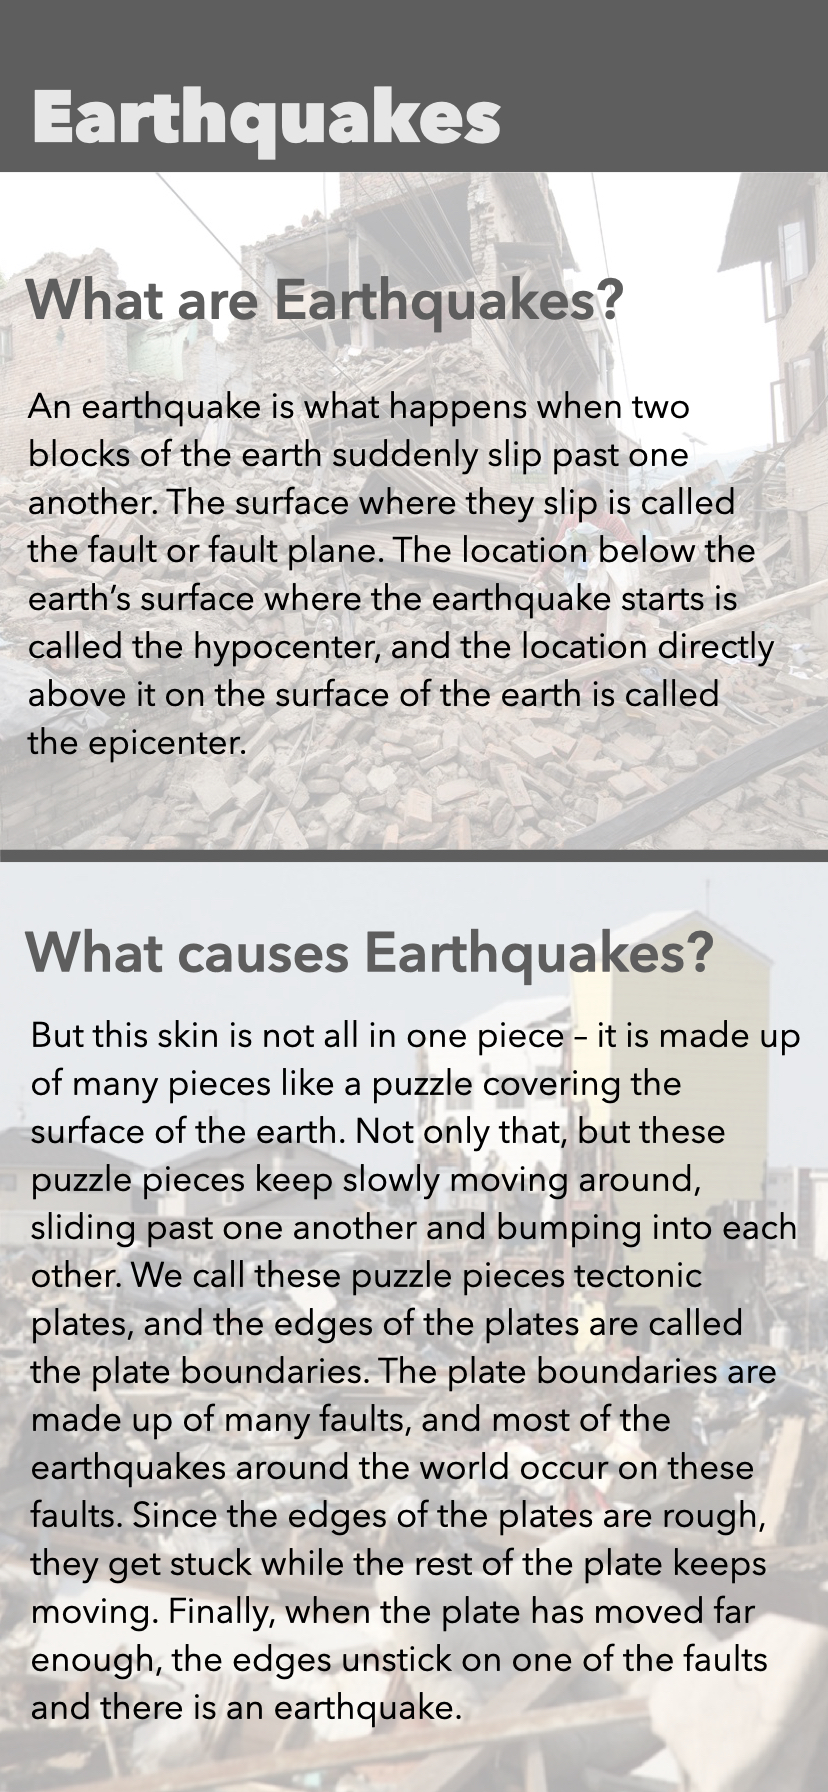 Earthquakes
What are Earthquakes?
An earthquake is what happens when two
blocks of the earth suddenly slip past one
another. The surface where they slip is called
the fault or fault plane. The location below the
earth’s surface where the earthquake starts is
called the hypocenter, and the location directly
above it on the surface of the earth is called
the epicenter.
What causes Earthquakes?
But this skin is not all in one piece – it is made up
of many pieces like a puzzle covering the
surface of the earth. Not only that, but these
puzzle pieces keep slowly moving around,
sliding past one another and bumping into each
other. We call these puzzle pieces tectonic
plates, and the edges of the plates are called
the plate boundaries. The plate boundaries are
made up of many faults, and most of the
earthquakes around the world occur on these
faults. Since the edges of the plates are rough,
they get stuck while the rest of the plate keeps
moving. Finally, when the plate has moved far
enough, the edges unstick on one of the faults
and there is an earthquake.